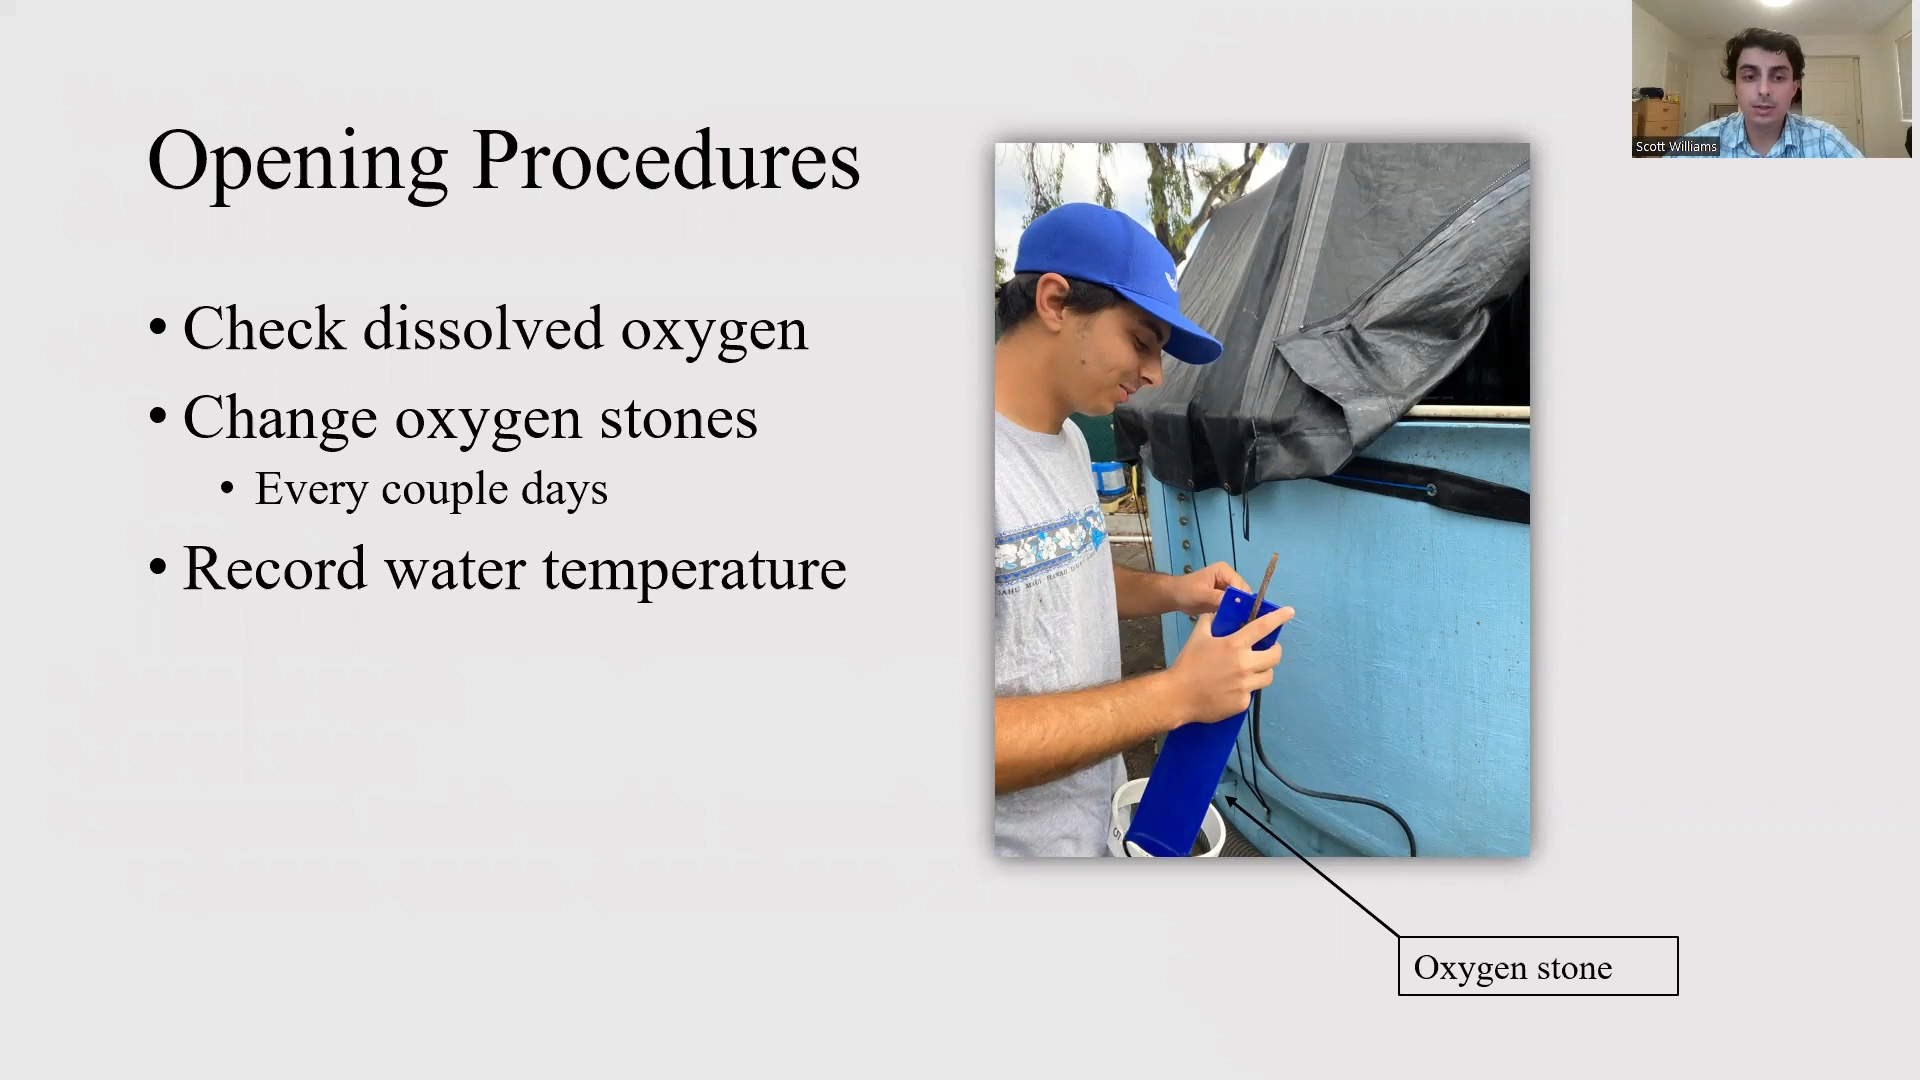 Scott Williams
Opening Procedures
• Check dissolved oxygen
• Change oxygen stones
• Every couple days
• Record water temperature
Oxygen stone